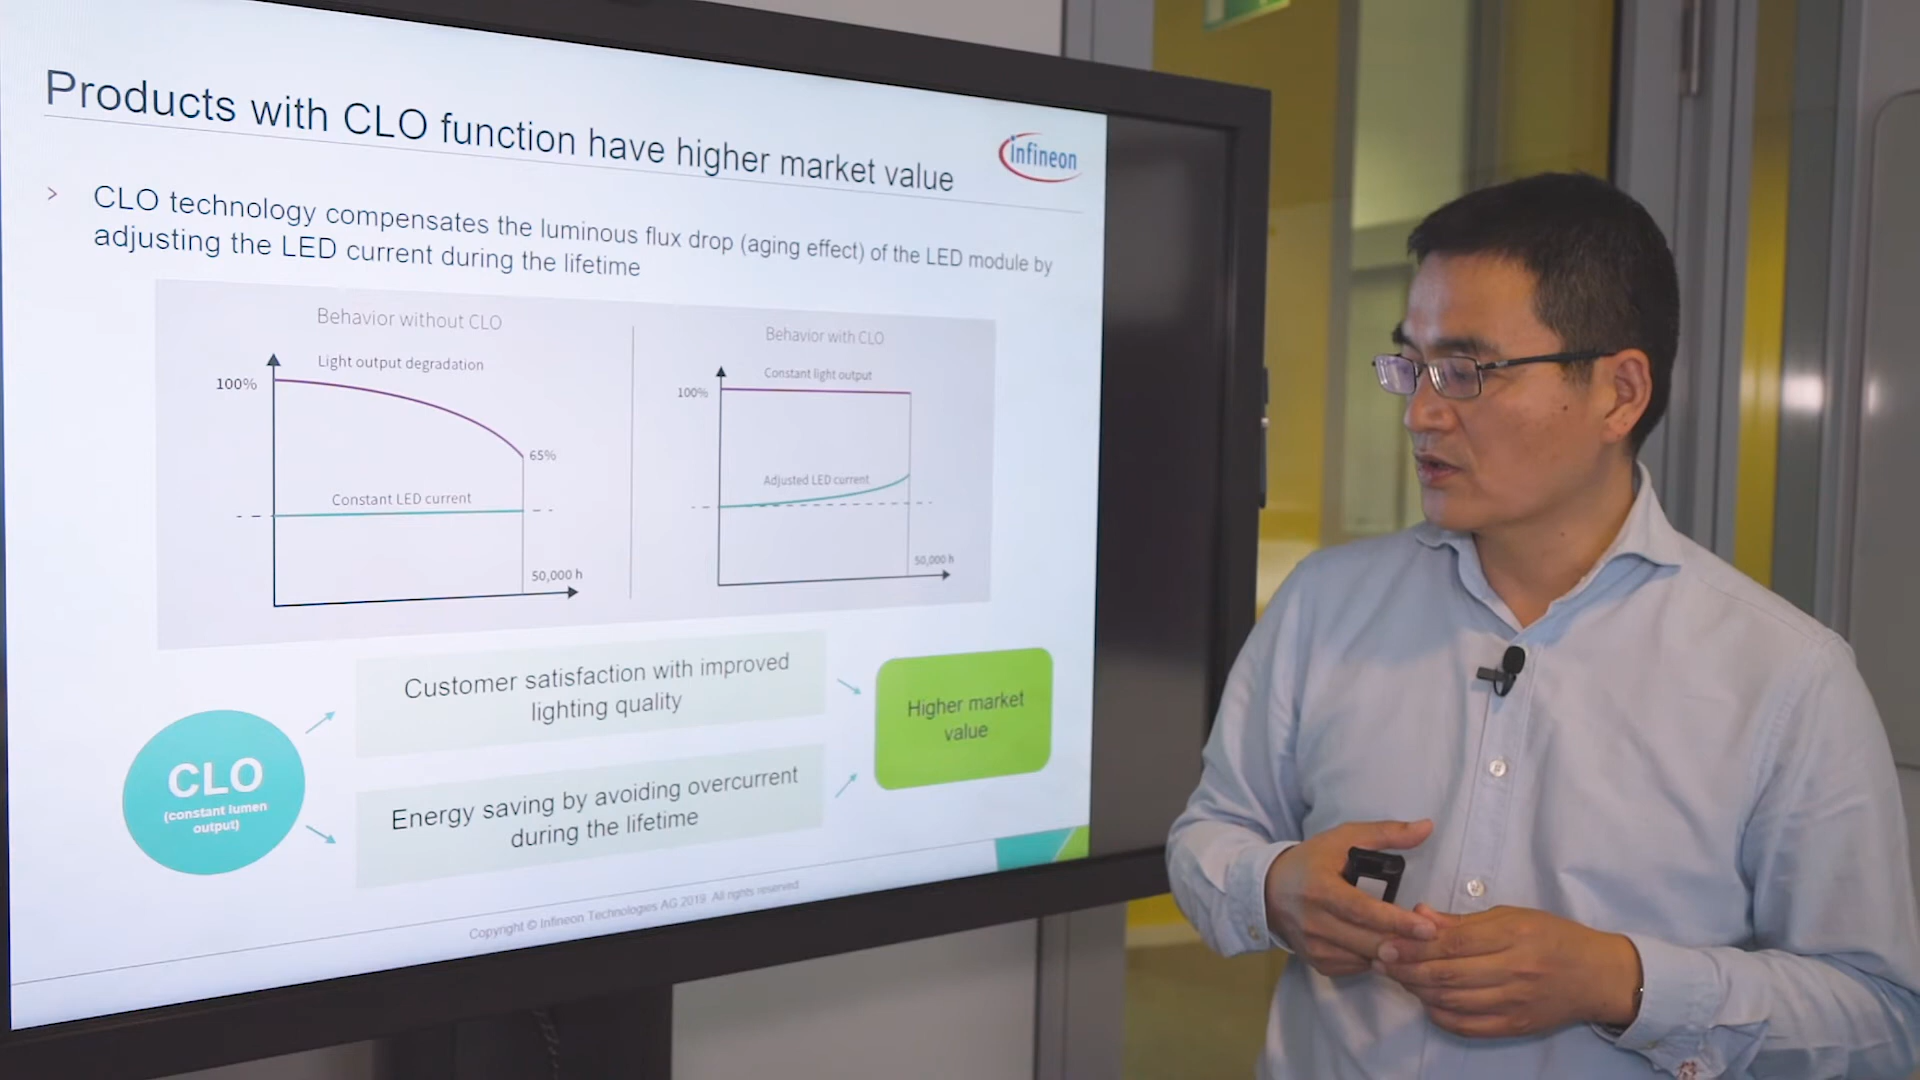 Products with CLO function have higher market value
infineon
> CLO technology compensates the luminous flux drop (aging effect) of the LED module by
adjusting the LED current during the lifetime
Behavior without CLO
Light output degradation
100%
65%
Constant LED current
50,000 h
Behavior with CLO
Constant light output
100%
Adjusted LED current
50,000 h
CLO
(constant lumen
output)
Customer satisfaction with improved
lighting quality
Energy saving by avoiding overcurrent
during the lifetime
Higher market
value
Copyright © Infineon Technologies AG 2019. All rights reserved.